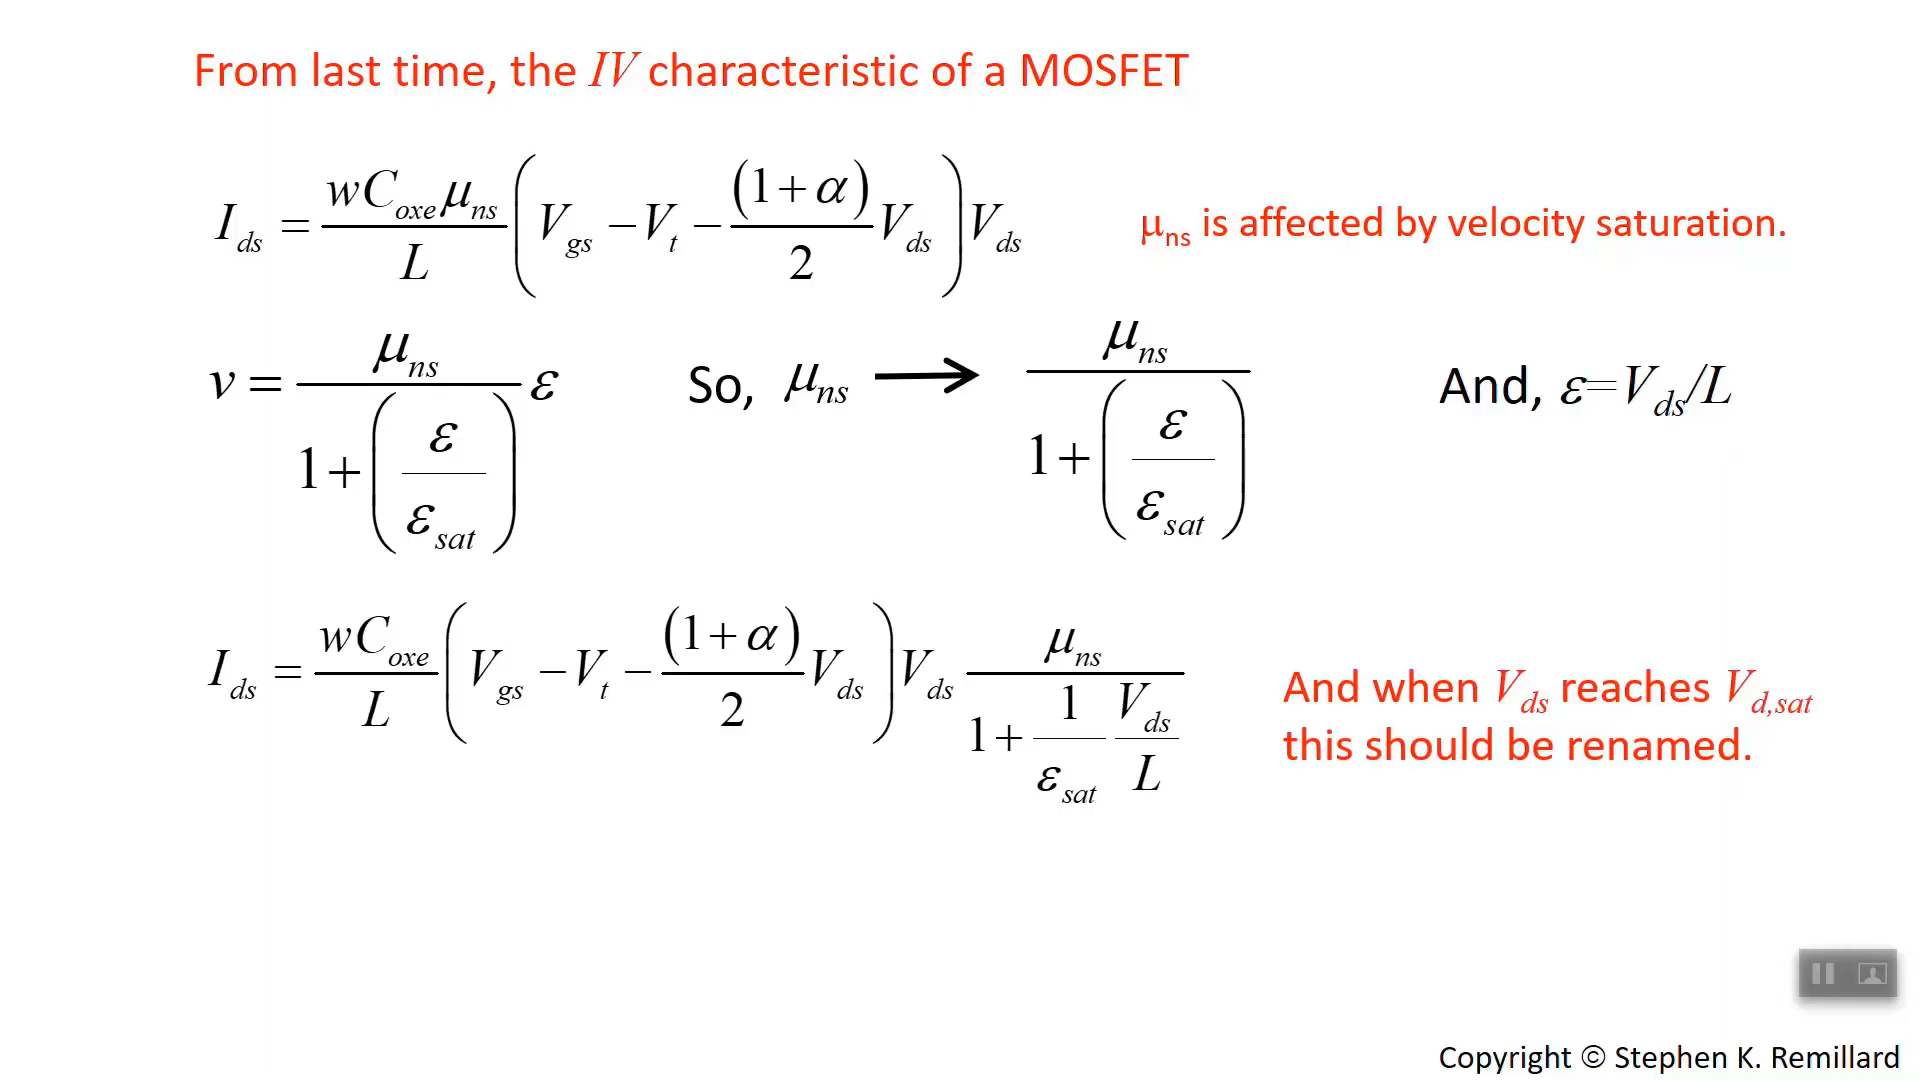 From last time, the IV characteristic of a MOSFET
I_ds = (wC_oxe μ_ns / L) (V_gs − V_t − ((1+α)/2) V_ds) V_ds
μ_ns is affected by velocity saturation.
v = (μ_ns / (1+(ε/ε_sat))) ε
So, μ_ns → μ_ns / (1+(ε/ε_sat))
And, ε=V_ds/L
I_ds = (wC_oxe / L) (V_gs − V_t − ((1+α)/2) V_ds) V_ds (μ_ns / (1+ (1/ε_sat) (V_ds/L)))
And when V_ds reaches V_d,sat
this should be renamed.
Copyright © Stephen K. Remillard